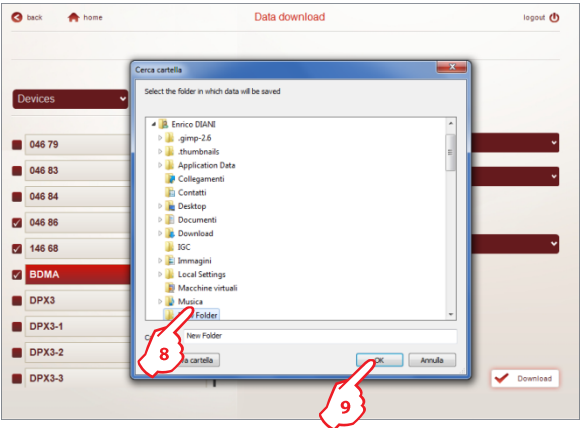 back home Data download logout
Cerca cartella
Select the folder in which data will be saved
Devices
Enrico DIANI
.gimp-2.6
.thumbnails
Application Data
Collegamenti
Contatti
Desktop
Documenti
Download
IGC
Immagini
Local Settings
Macchine virtuali
Musica
Folder
New Folder
cartella
OK Annulla
046 79
046 83
046 84
046 86
146 68
BDMA
DPX3
DPX3-1
DPX3-2
DPX3-3
Download
8
9